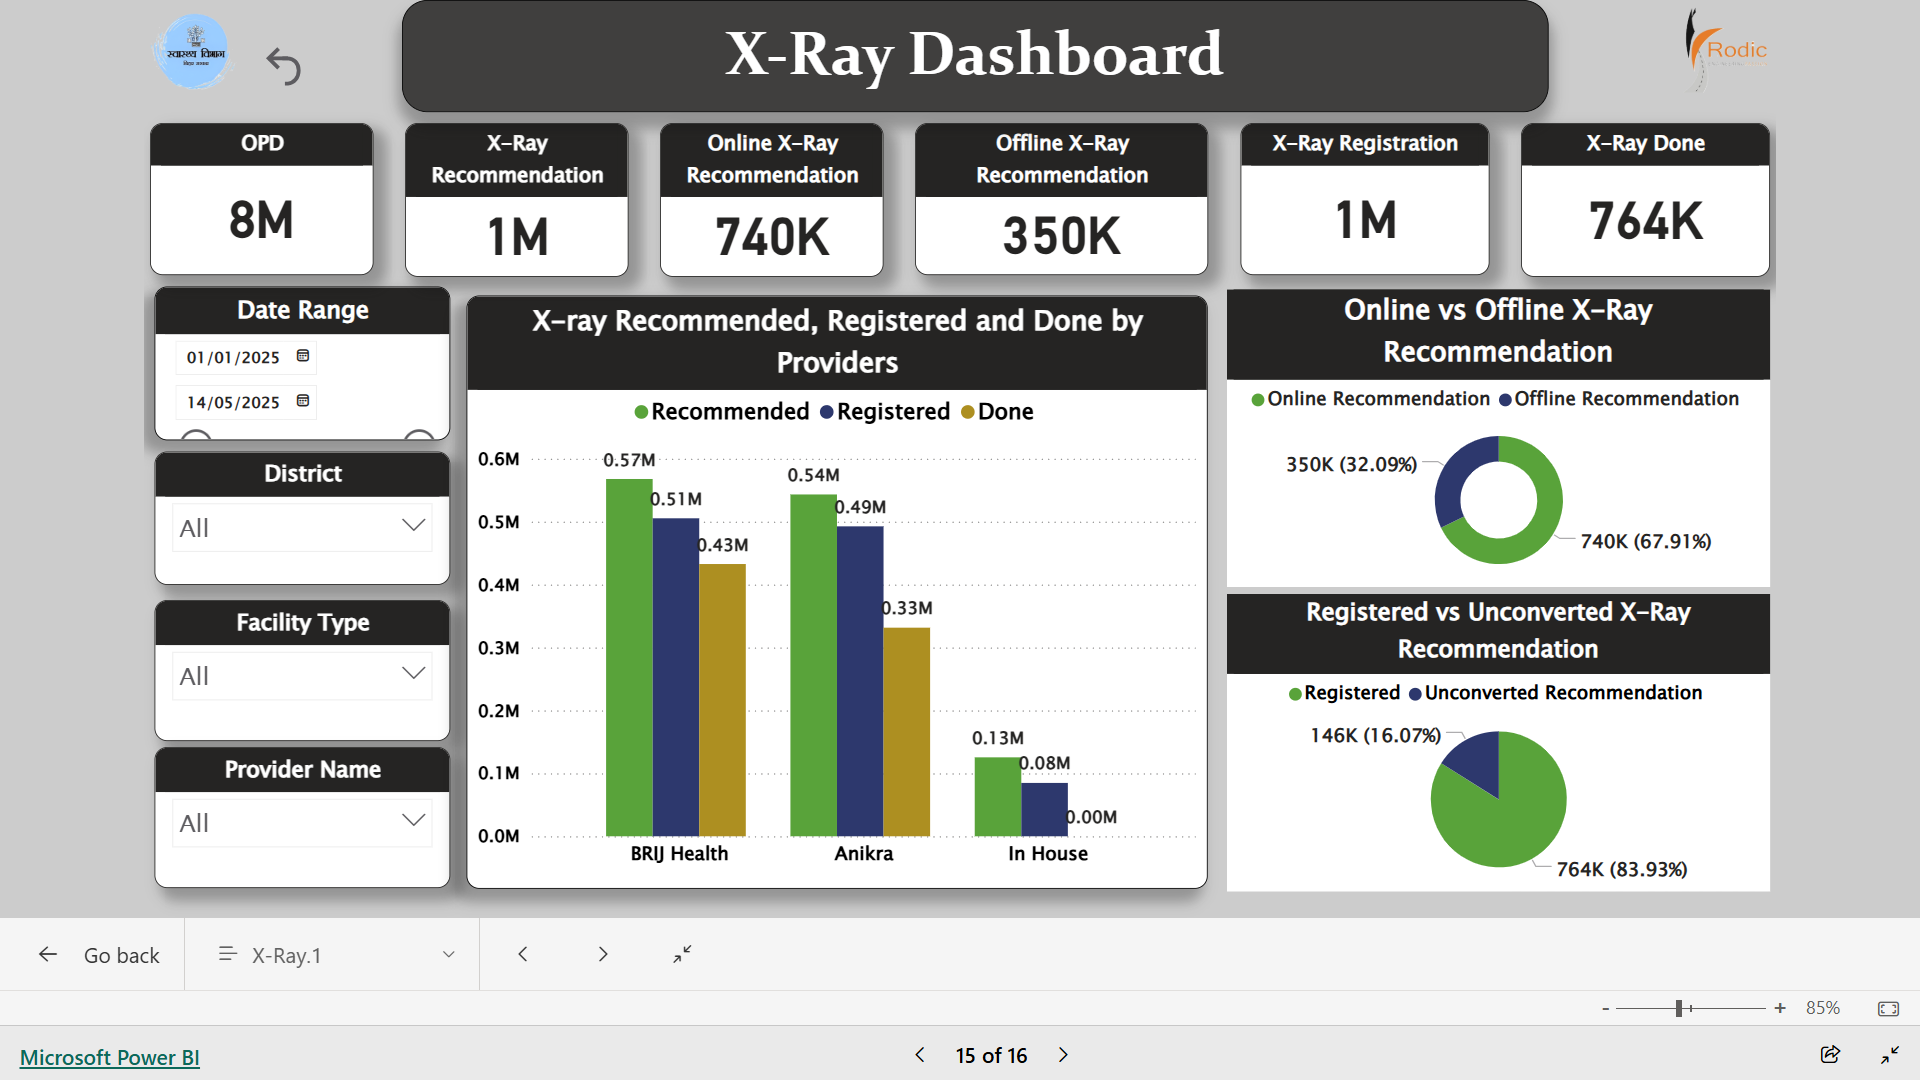 स्वास्थ्य विभाग
बिहार सरकार
X-Ray Dashboard
Rodic
OPD
8M
X-Ray
Recommendation
1M
Online X-Ray
Recommendation
740K
Offline X-Ray
Recommendation
350K
X-Ray Registration
1M
X-Ray Done
764K
Date Range
01/01/2025
14/05/2025
District
All
Facility Type
All
Provider Name
All
X-ray Recommended, Registered and Done by
Providers
Recommended Registered Done
0.6M
0.5M
0.4M
0.3M
0.2M
0.1M
0.0M
0.57M
0.51M
0.43M
0.54M
0.49M
0.33M
0.13M
0.08M
0.00M
BRIJ Health Anikra In House
Online vs Offline X-Ray
Recommendation
Online Recommendation Offline Recommendation
350K (32.09%)
740K (67.91%)
Registered vs Unconverted X-Ray
Recommendation
Registered Unconverted Recommendation
146K (16.07%)
764K (83.93%)
Go back
X-Ray.1
- + 85%
Microsoft Power BI
15 of 16